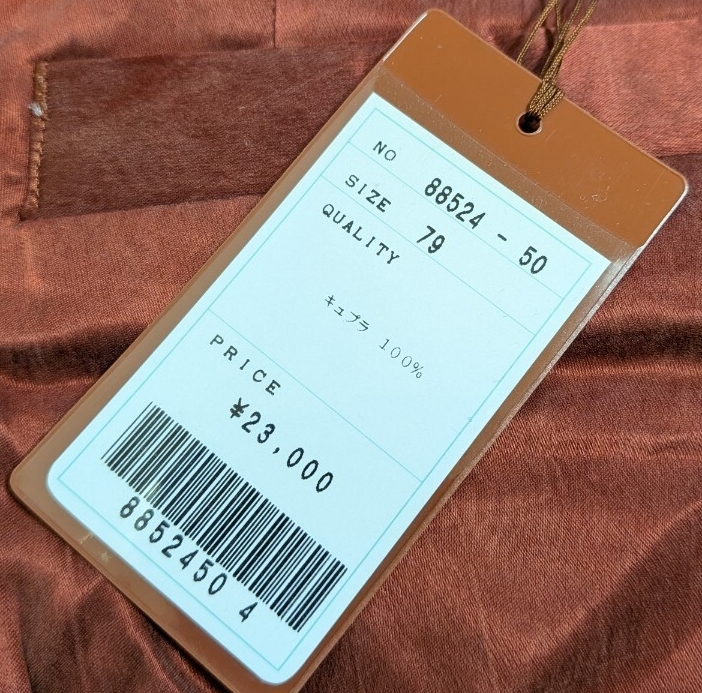 NO 88524 - 50
SIZE 79
QUALITY
キュプラ 100%
PRICE
¥23,000
8852450 4